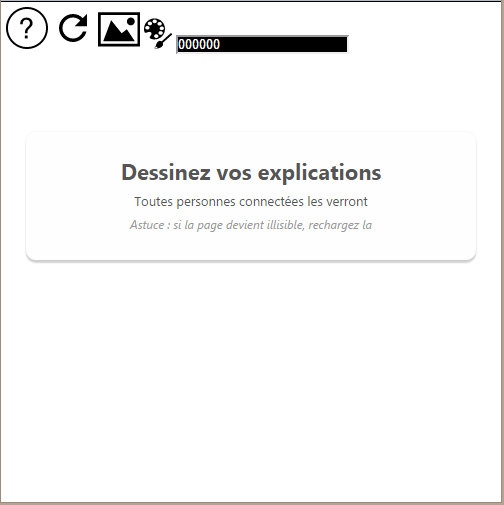 ?
000000
Dessinez vos explications
Toutes personnes connectées les verront
Astuce : si la page devient illisible, rechargez la